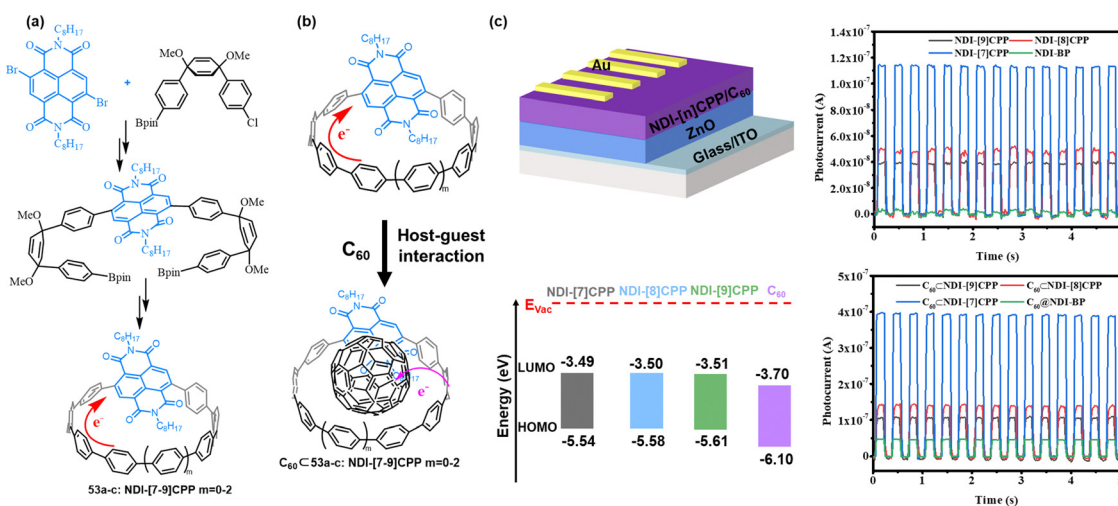 (a)
C₈H₁₇
O
N
O
Br
Br
O
N
O
C₈H₁₇
+
MeO
OMe
Bpin
Cl
C₈H₁₇
O
N
O
MeO
OMe
O
N
O
C₈H₁₇
MeO
Bpin
Bpin
OMe
C₈H₁₇
O
N
O
O
N
O
e⁻
C₈H₁₇
m
53a-c: NDI-[7-9]CPP m=0-2
(b)
C₈H₁₇
O
N
O
O
N
O
e⁻
C₈H₁₇
m
C₆₀
Host-guest
interaction
C₈H₁₇
O
N
O
e⁻
m
C₆₀⊂53a-c: NDI-[7-9]CPP m=0-2
(c)
Au
NDI-[n]CPP/C₆₀
ZnO
Glass/ITO
NDI-[7]CPP NDI-[8]CPP NDI-[9]CPP C₆₀
E_Vac
Energy (eV)
LUMO
-3.49
-3.50
-3.51
-3.70
HOMO
-5.54
-5.58
-5.61
-6.10
NDI-[9]CPP NDI-[8]CPP
NDI-[7]CPP NDI-BP
Photocurrent (A)
1.4x10⁻⁷
1.2x10⁻⁷
8.0x10⁻⁸
4.0x10⁻⁸
2.0x10⁻⁸
0.0
0 1 2 3 4 5
Time (s)
C₆₀⊂NDI-[9]CPP C₆₀⊂NDI-[8]CPP
C₆₀⊂NDI-[7]CPP C₆₀@NDI-BP
Photocurrent (A)
5x10⁻⁷
4x10⁻⁷
3x10⁻⁷
2x10⁻⁷
1x10⁻⁷
0
0 1 2 3 4 5
Time (s)